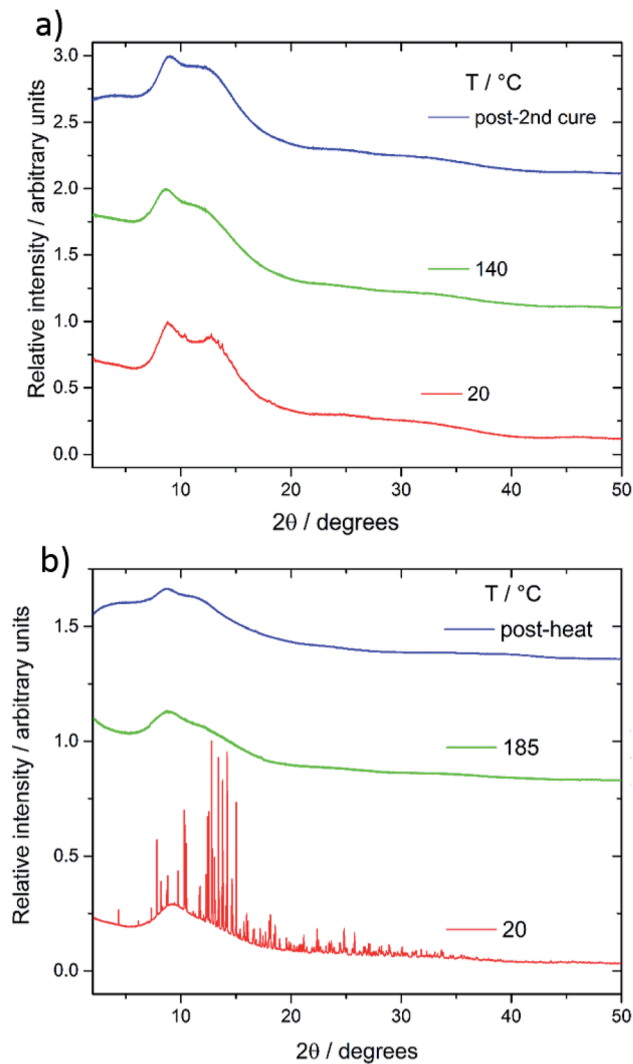 a)
3.0
T / °C
post-2nd cure
2.5
2.0
140
1.5
1.0
20
0.5
0.0
10 20 30 40 50
Relative intensity / arbitrary units
2θ / degrees
b)
T / °C
post-heat
1.5
185
1.0
0.5
20
0.0
10 20 30 40 50
Relative intensity / arbitrary units
2θ / degrees